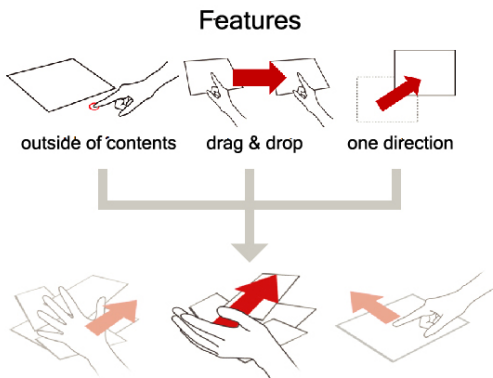 Features
outside of contents
drag & drop
one direction